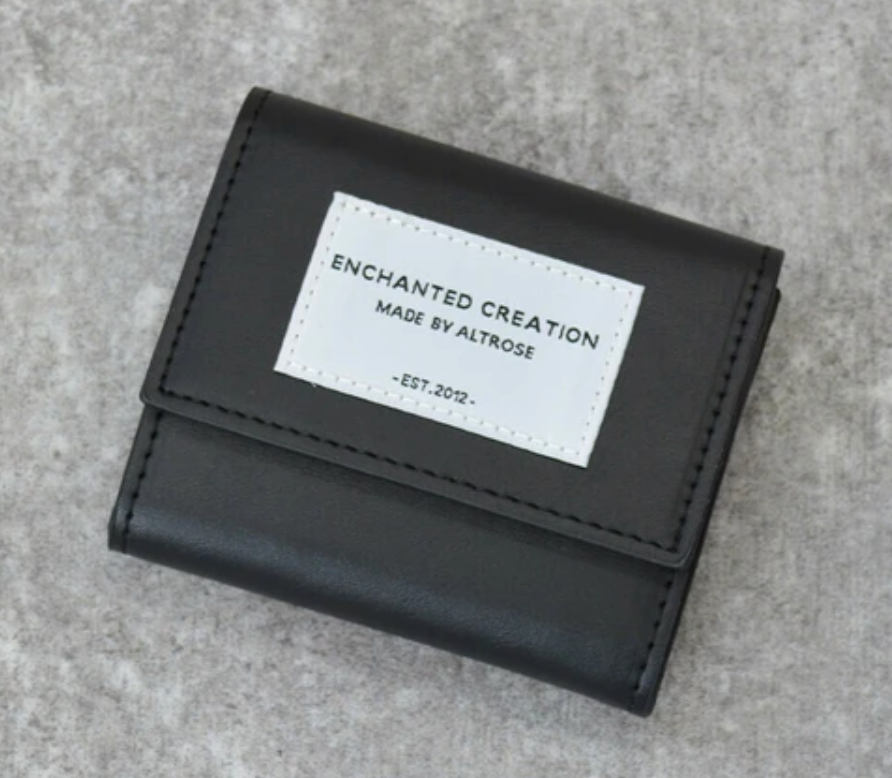 ENCHANTED CREATION
MADE BY ALTROSE
-EST.2012-